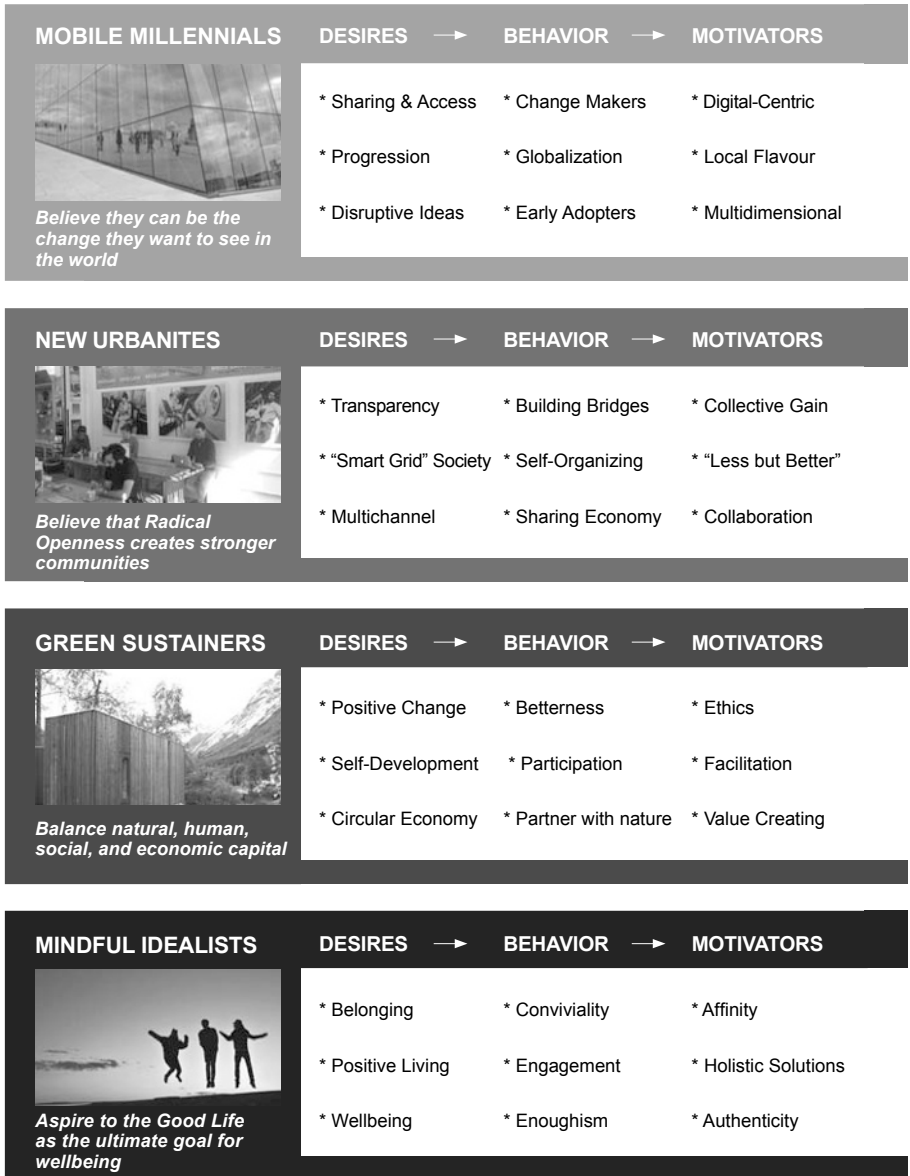 MOBILE MILLENNIALS
DESIRES → BEHAVIOR → MOTIVATORS
* Sharing & Access * Change Makers * Digital-Centric
* Progression * Globalization * Local Flavour
* Disruptive Ideas * Early Adopters * Multidimensional
Believe they can be the
change they want to see in
the world
NEW URBANITES
DESIRES → BEHAVIOR → MOTIVATORS
* Transparency * Building Bridges * Collective Gain
* “Smart Grid” Society * Self-Organizing * “Less but Better”
* Multichannel * Sharing Economy * Collaboration
Believe that Radical
Openness creates stronger
communities
GREEN SUSTAINERS
DESIRES → BEHAVIOR → MOTIVATORS
* Positive Change * Betterness * Ethics
* Self-Development * Participation * Facilitation
* Circular Economy * Partner with nature * Value Creating
Balance natural, human,
social, and economic capital
MINDFUL IDEALISTS
DESIRES → BEHAVIOR → MOTIVATORS
* Belonging * Conviviality * Affinity
* Positive Living * Engagement * Holistic Solutions
* Wellbeing * Enoughism * Authenticity
Aspire to the Good Life
as the ultimate goal for
wellbeing